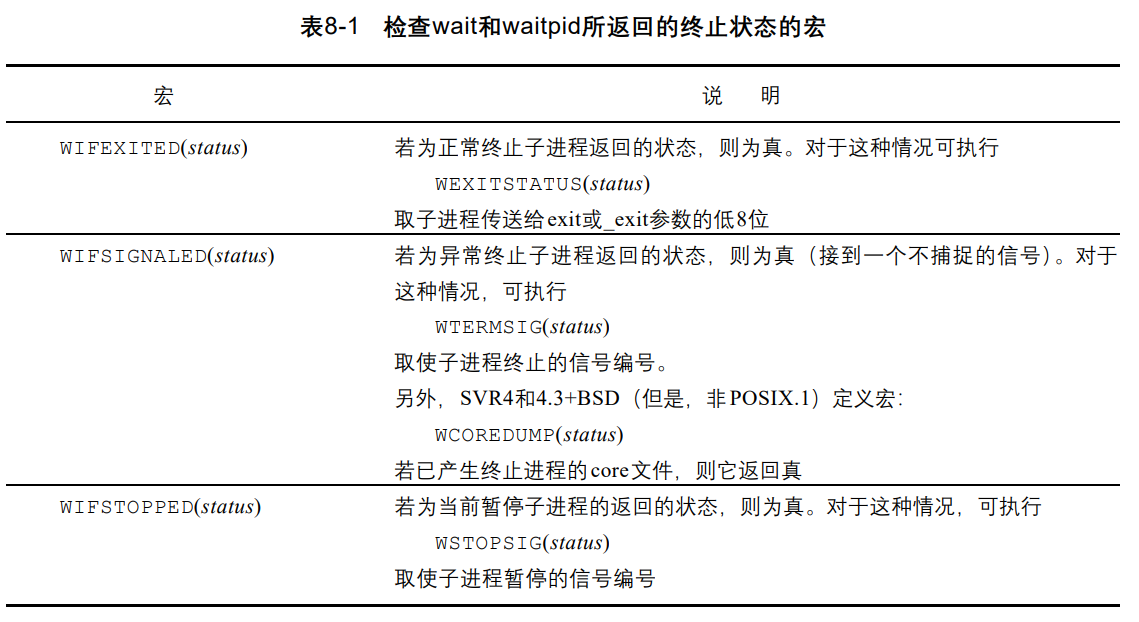 表8-1 检查wait和waitpid所返回的终止状态的宏
宏 说 明
WIFEXITED(status) 若为正常终止子进程返回的状态，则为真。对于这种情况可执行
WEXITSTATUS(status)
取子进程传送给exit或_exit参数的低8位
WIFSIGNALED(status) 若为异常终止子进程返回的状态，则为真（接到一个不捕捉的信号）。对于
这种情况，可执行
WTERMSIG(status)
取使子进程终止的信号编号。
另外，SVR4和4.3+BSD（但是，非POSIX.1）定义宏：
WCOREDUMP(status)
若已产生终止进程的core文件，则它返回真
WIFSTOPPED(status) 若为当前暂停子进程的返回的状态，则为真。对于这种情况，可执行
WSTOPSIG(status)
取使子进程暂停的信号编号